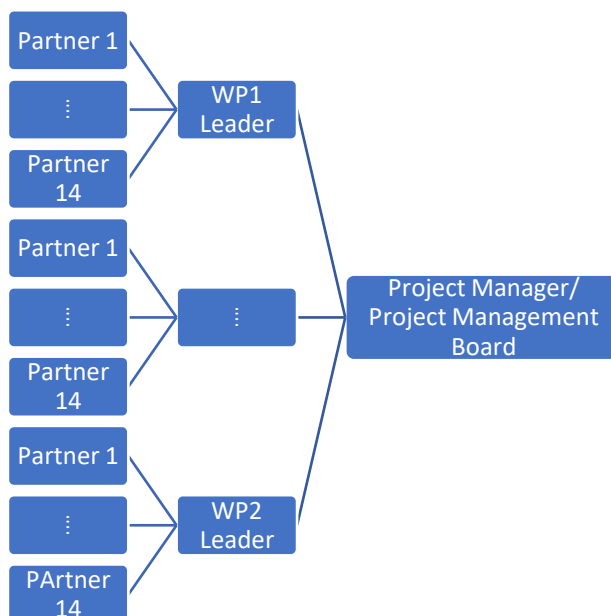 Partner 1
⋮
Partner
14
WP1
Leader
Partner 1
⋮
Partner
14
⋮
Project Manager/
Project Management
Board
Partner 1
⋮
PArtner
14
WP2
Leader